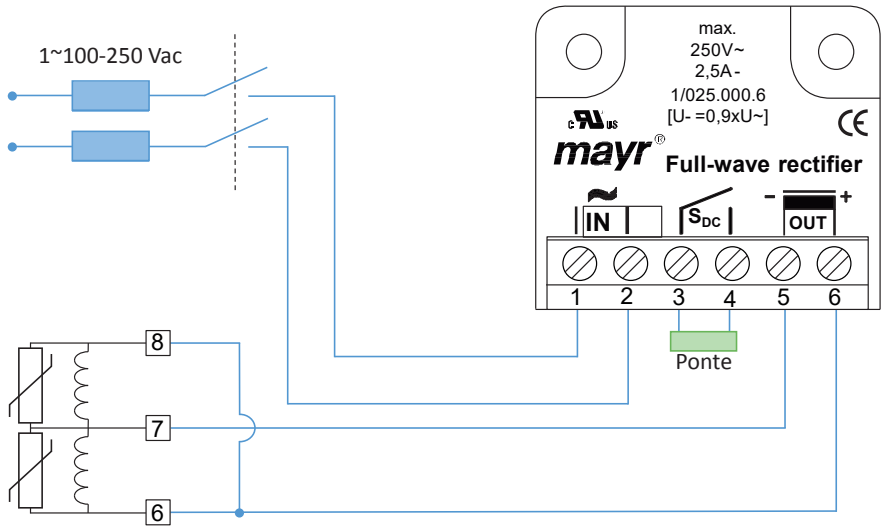 1~100-250 Vac
max.
250V~
2,5A-
1/025.000.6
[U- =0,9xU~]
c RU US
CE
mayr®
Full-wave rectifier
~
- +
IN SDC OUT
1 2 3 4 5 6
Ponte
8
7
6